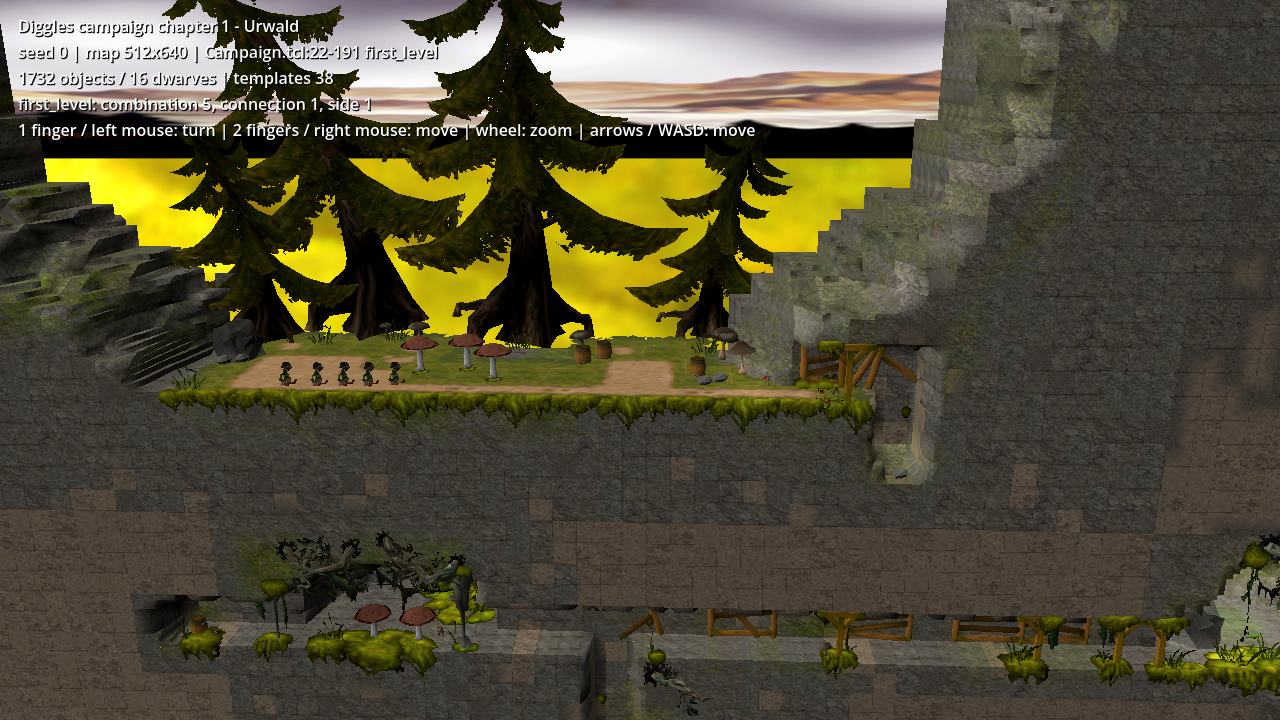 Diggles campaign chapter 1 - Urwald
seed 0 | map 512x640 | Campaign.tcl:22-191 first_level
1732 objects / 16 dwarves | templates 38
first_level: combination 5, connection 1, side 1
1 finger / left mouse: turn | 2 fingers / right mouse: move | wheel: zoom | arrows / WASD: move